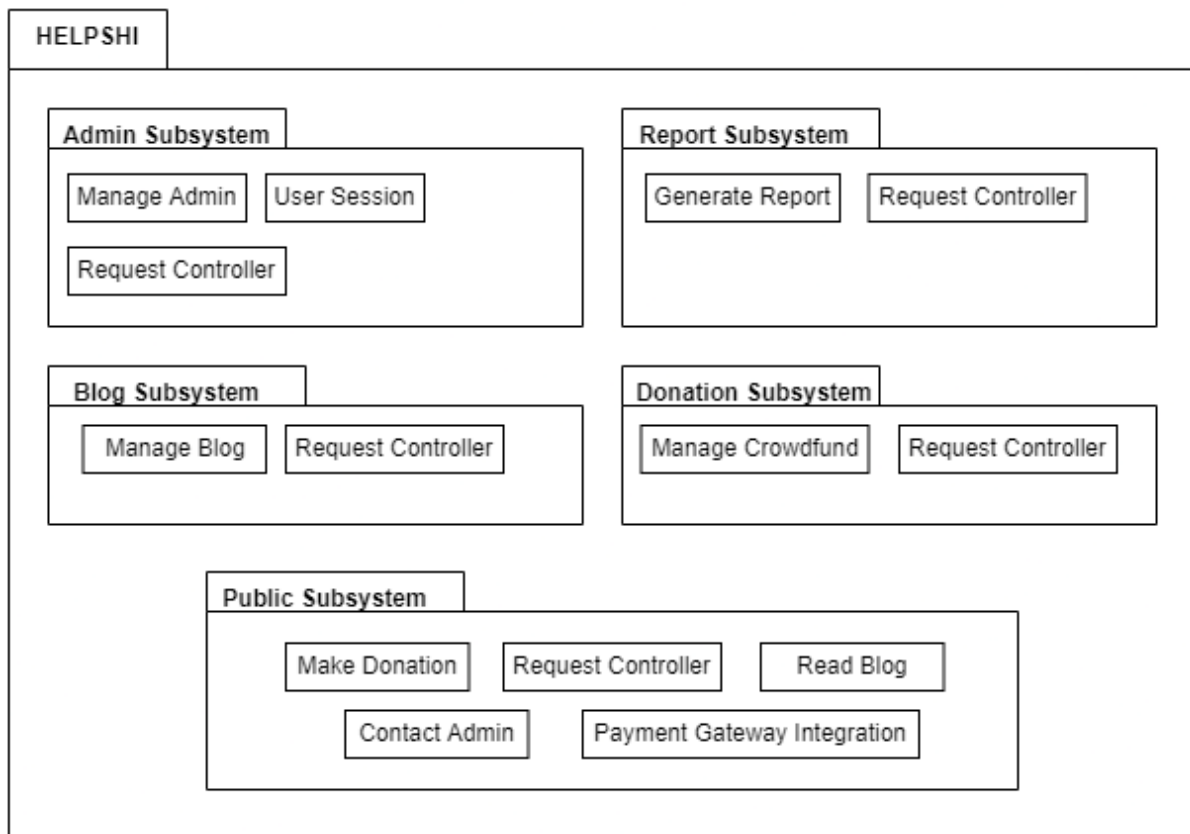 HELPSHI
Admin Subsystem
Manage Admin
User Session
Request Controller
Report Subsystem
Generate Report
Request Controller
Blog Subsystem
Manage Blog
Request Controller
Donation Subsystem
Manage Crowdfund
Request Controller
Public Subsystem
Make Donation
Request Controller
Read Blog
Contact Admin
Payment Gateway Integration